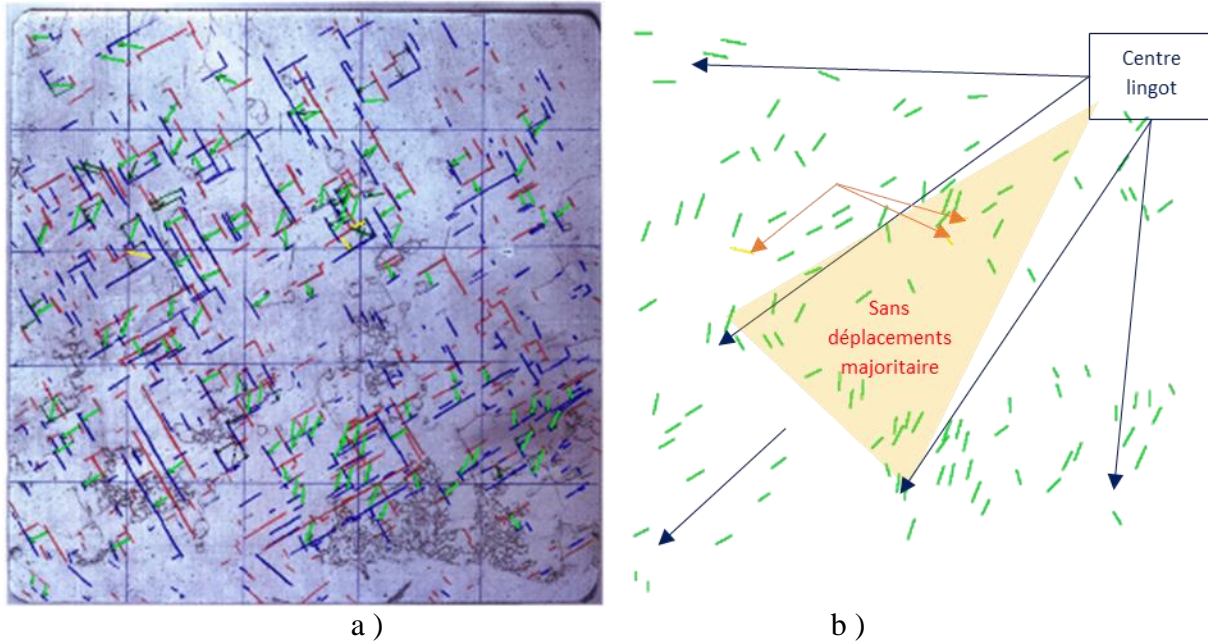 Centre
lingot
Sans
déplacements
majoritaire
a )
b )